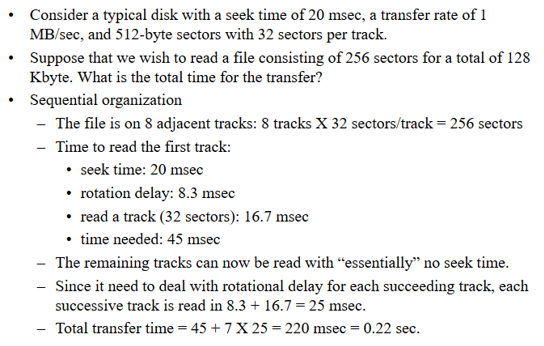 • Consider a typical disk with a seek time of 20 msec, a transfer rate of 1
MB/sec, and 512-byte sectors with 32 sectors per track.
• Suppose that we wish to read a file consisting of 256 sectors for a total of 128
Kbyte. What is the total time for the transfer?
• Sequential organization
– The file is on 8 adjacent tracks: 8 tracks X 32 sectors/track = 256 sectors
– Time to read the first track:
• seek time: 20 msec
• rotation delay: 8.3 msec
• read a track (32 sectors): 16.7 msec
• time needed: 45 msec
– The remaining tracks can now be read with “essentially” no seek time.
– Since it need to deal with rotational delay for each succeeding track, each
successive track is read in 8.3 + 16.7 = 25 msec.
– Total transfer time = 45 + 7 X 25 = 220 msec = 0.22 sec.